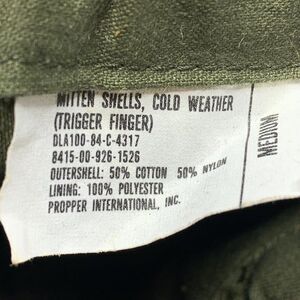 MITTEN SHELLS, COLD WEATHER
(TRIGGER FINGER)
DLA100-84-C-4317
8415-00-926-1526
OUTERSHELL: 50% COTTON 50% NYLON
LINING: 100% POLYESTER
PROPPER INTERNATIONAL, INC.
MEDIUM